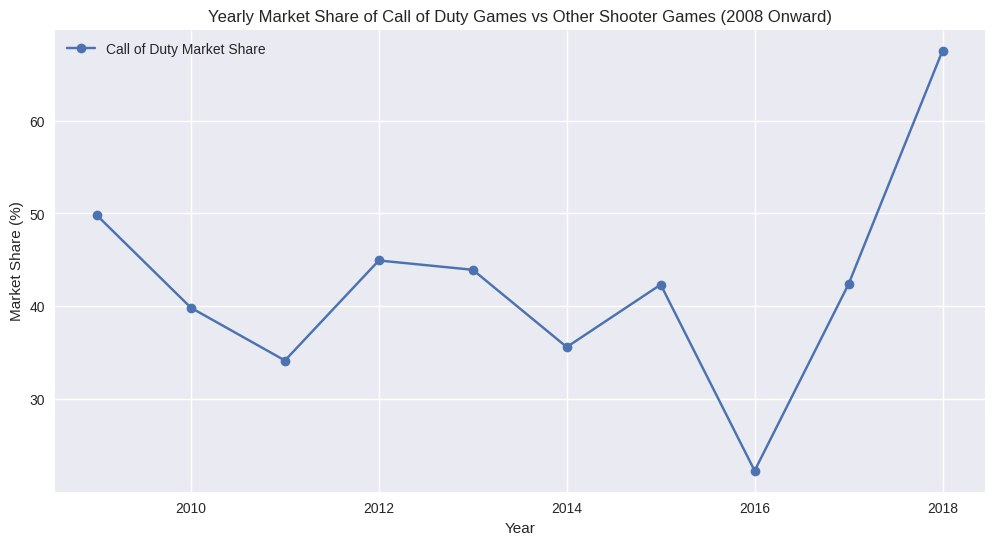 Yearly Market Share of Call of Duty Games vs Other Shooter Games (2008 Onward)
Call of Duty Market Share
Market Share (%)
60
50
40
30
2010 2012 2014 2016 2018
Year